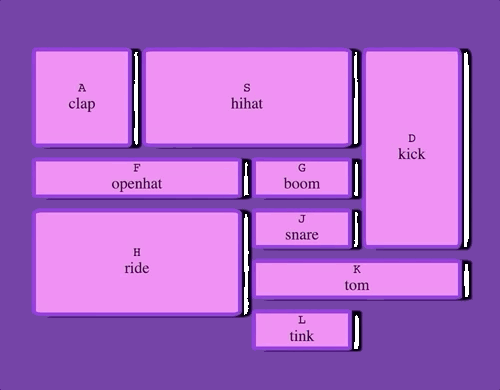 A
clap
S
hihat
D
kick
F
openhat
G
boom
H
ride
J
snare
K
tom
L
tink